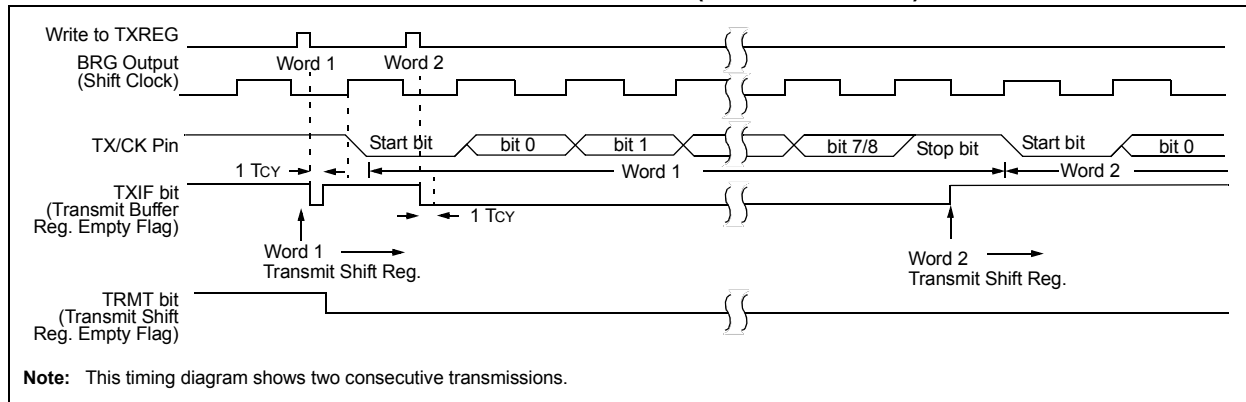 Write to TXREG
Word 1
Word 2
BRG Output
(Shift Clock)
TX/CK Pin
Start bit
bit 0
bit 1
bit 7/8
Stop bit
Start bit
bit 0
1 TCY
Word 1
Word 2
TXIF bit
(Transmit Buffer
Reg. Empty Flag)
1 TCY
Word 1
Transmit Shift Reg.
Word 2
Transmit Shift Reg.
TRMT bit
(Transmit Shift
Reg. Empty Flag)
Note: This timing diagram shows two consecutive transmissions.